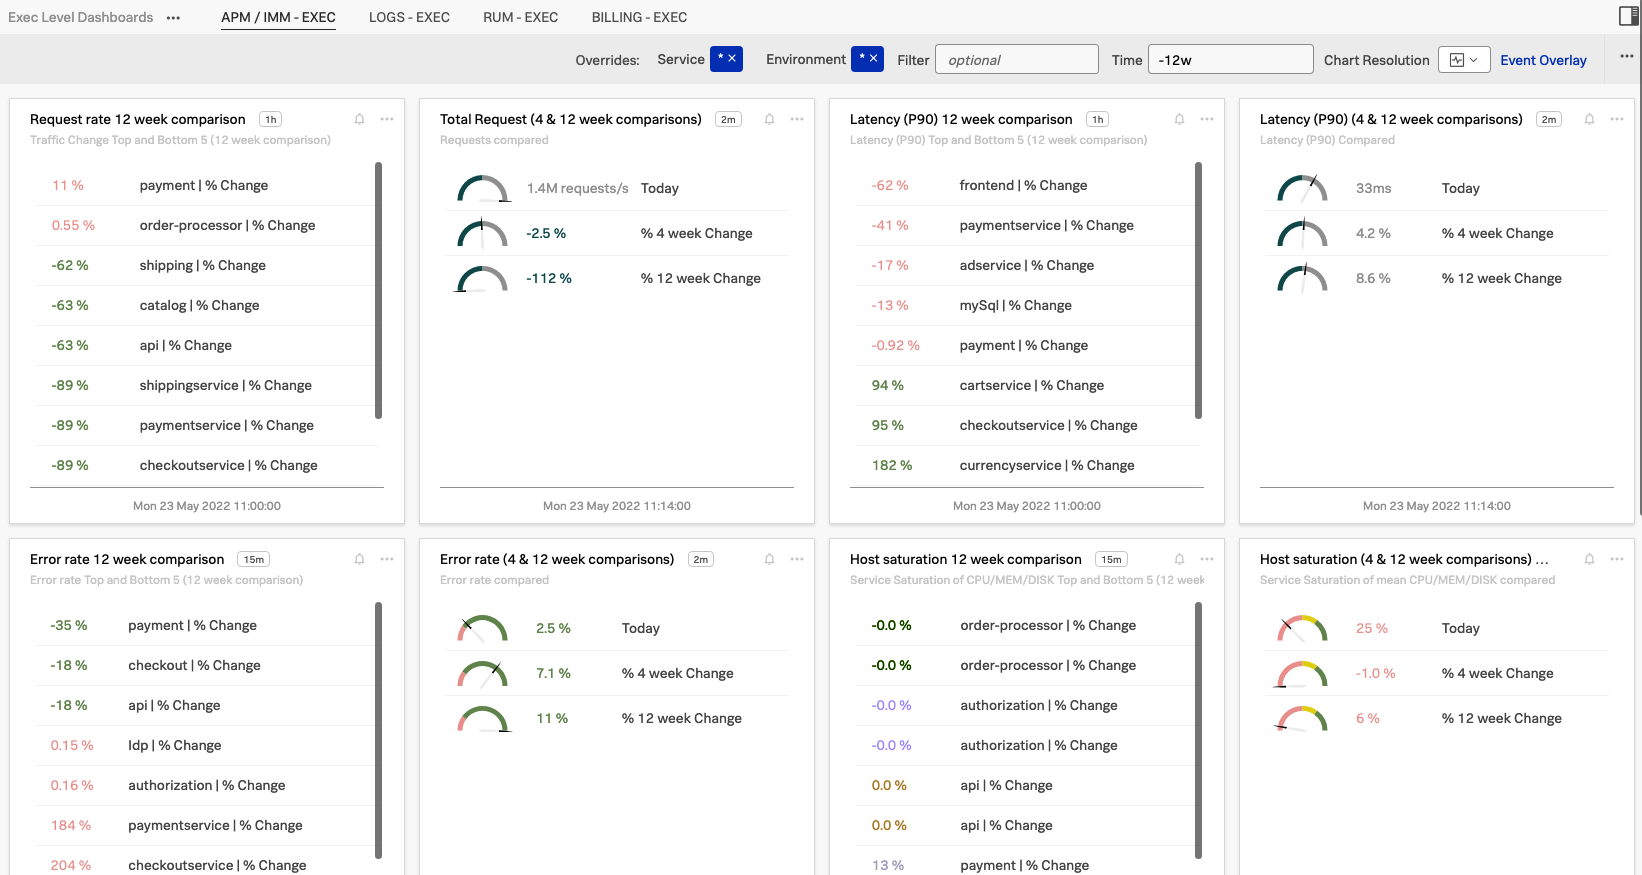 Exec Level Dashboards ••• APM / IMM - EXEC LOGS - EXEC RUM - EXEC BILLING - EXEC
Overrides: Service * × Environment * × Filter optional Time -12w Chart Resolution Event Overlay
Request rate 12 week comparison 1h
Traffic Change Top and Bottom 5 (12 week comparison)
11 % payment | % Change
0.55 % order-processor | % Change
-62 % shipping | % Change
-63 % catalog | % Change
-63 % api | % Change
-89 % shippingservice | % Change
-89 % paymentservice | % Change
-89 % checkoutservice | % Change
Mon 23 May 2022 11:00:00
Total Request (4 & 12 week comparisons) 2m
Requests compared
1.4M requests/s Today
-2.5 % % 4 week Change
-112 % % 12 week Change
Mon 23 May 2022 11:14:00
Latency (P90) 12 week comparison 1h
Latency (P90) Top and Bottom 5 (12 week comparison)
-62 % frontend | % Change
-41 % paymentservice | % Change
-17 % adservice | % Change
-13 % mySql | % Change
-0.92 % payment | % Change
94 % cartservice | % Change
95 % checkoutservice | % Change
182 % currencyservice | % Change
Mon 23 May 2022 11:00:00
Latency (P90) (4 & 12 week comparisons) 2m
Latency (P90) Compared
33ms Today
4.2 % % 4 week Change
8.6 % % 12 week Change
Mon 23 May 2022 11:14:00
Error rate 12 week comparison 15m
Error rate Top and Bottom 5 (12 week comparison)
-35 % payment | % Change
-18 % checkout | % Change
-18 % api | % Change
0.15 % ldp | % Change
0.16 % authorization | % Change
184 % paymentservice | % Change
204 % checkoutservice | % Change
Error rate (4 & 12 week comparisons) 2m
Error rate compared
2.5 % Today
7.1 % % 4 week Change
11 % % 12 week Change
Host saturation 12 week comparison 15m
Service Saturation of CPU/MEM/DISK Top and Bottom 5 (12 week
-0.0 % order-processor | % Change
-0.0 % order-processor | % Change
-0.0 % authorization | % Change
-0.0 % authorization | % Change
0.0 % api | % Change
0.0 % api | % Change
13 % payment | % Change
Host saturation (4 & 12 week comparisons) ...
Service Saturation of mean CPU/MEM/DISK compared
25 % Today
-1.0 % % 4 week Change
6 % % 12 week Change